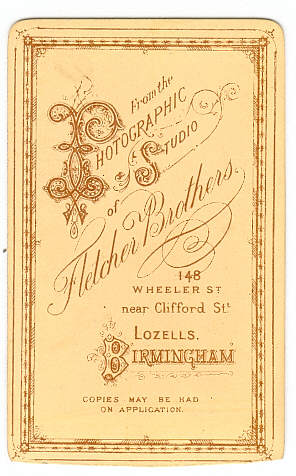 From the
PHOTOGRAPHIC
STUDIO
of
Fletcher Brothers.
148
WHEELER ST
near Clifford St.
LOZELLS.
BIRMINGHAM
COPIES MAY BE HAD
ON APPLICATION.